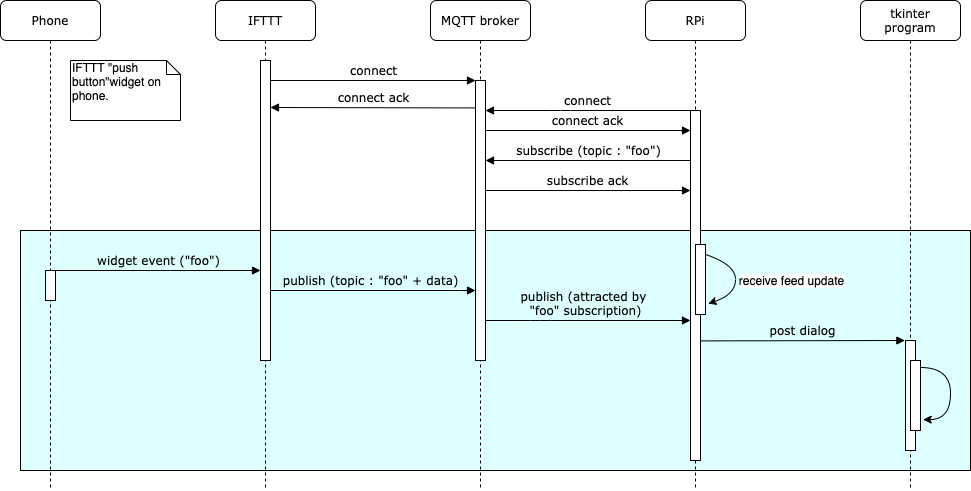 Phone
IFTTT
MQTT broker
RPi
tkinter
program
IFTTT "push
button"widget on
phone.
connect
connect ack
connect
connect ack
subscribe (topic : "foo")
subscribe ack
widget event ("foo")
publish (topic : "foo" + data)
receive feed update
publish (attracted by
"foo" subscription)
post dialog